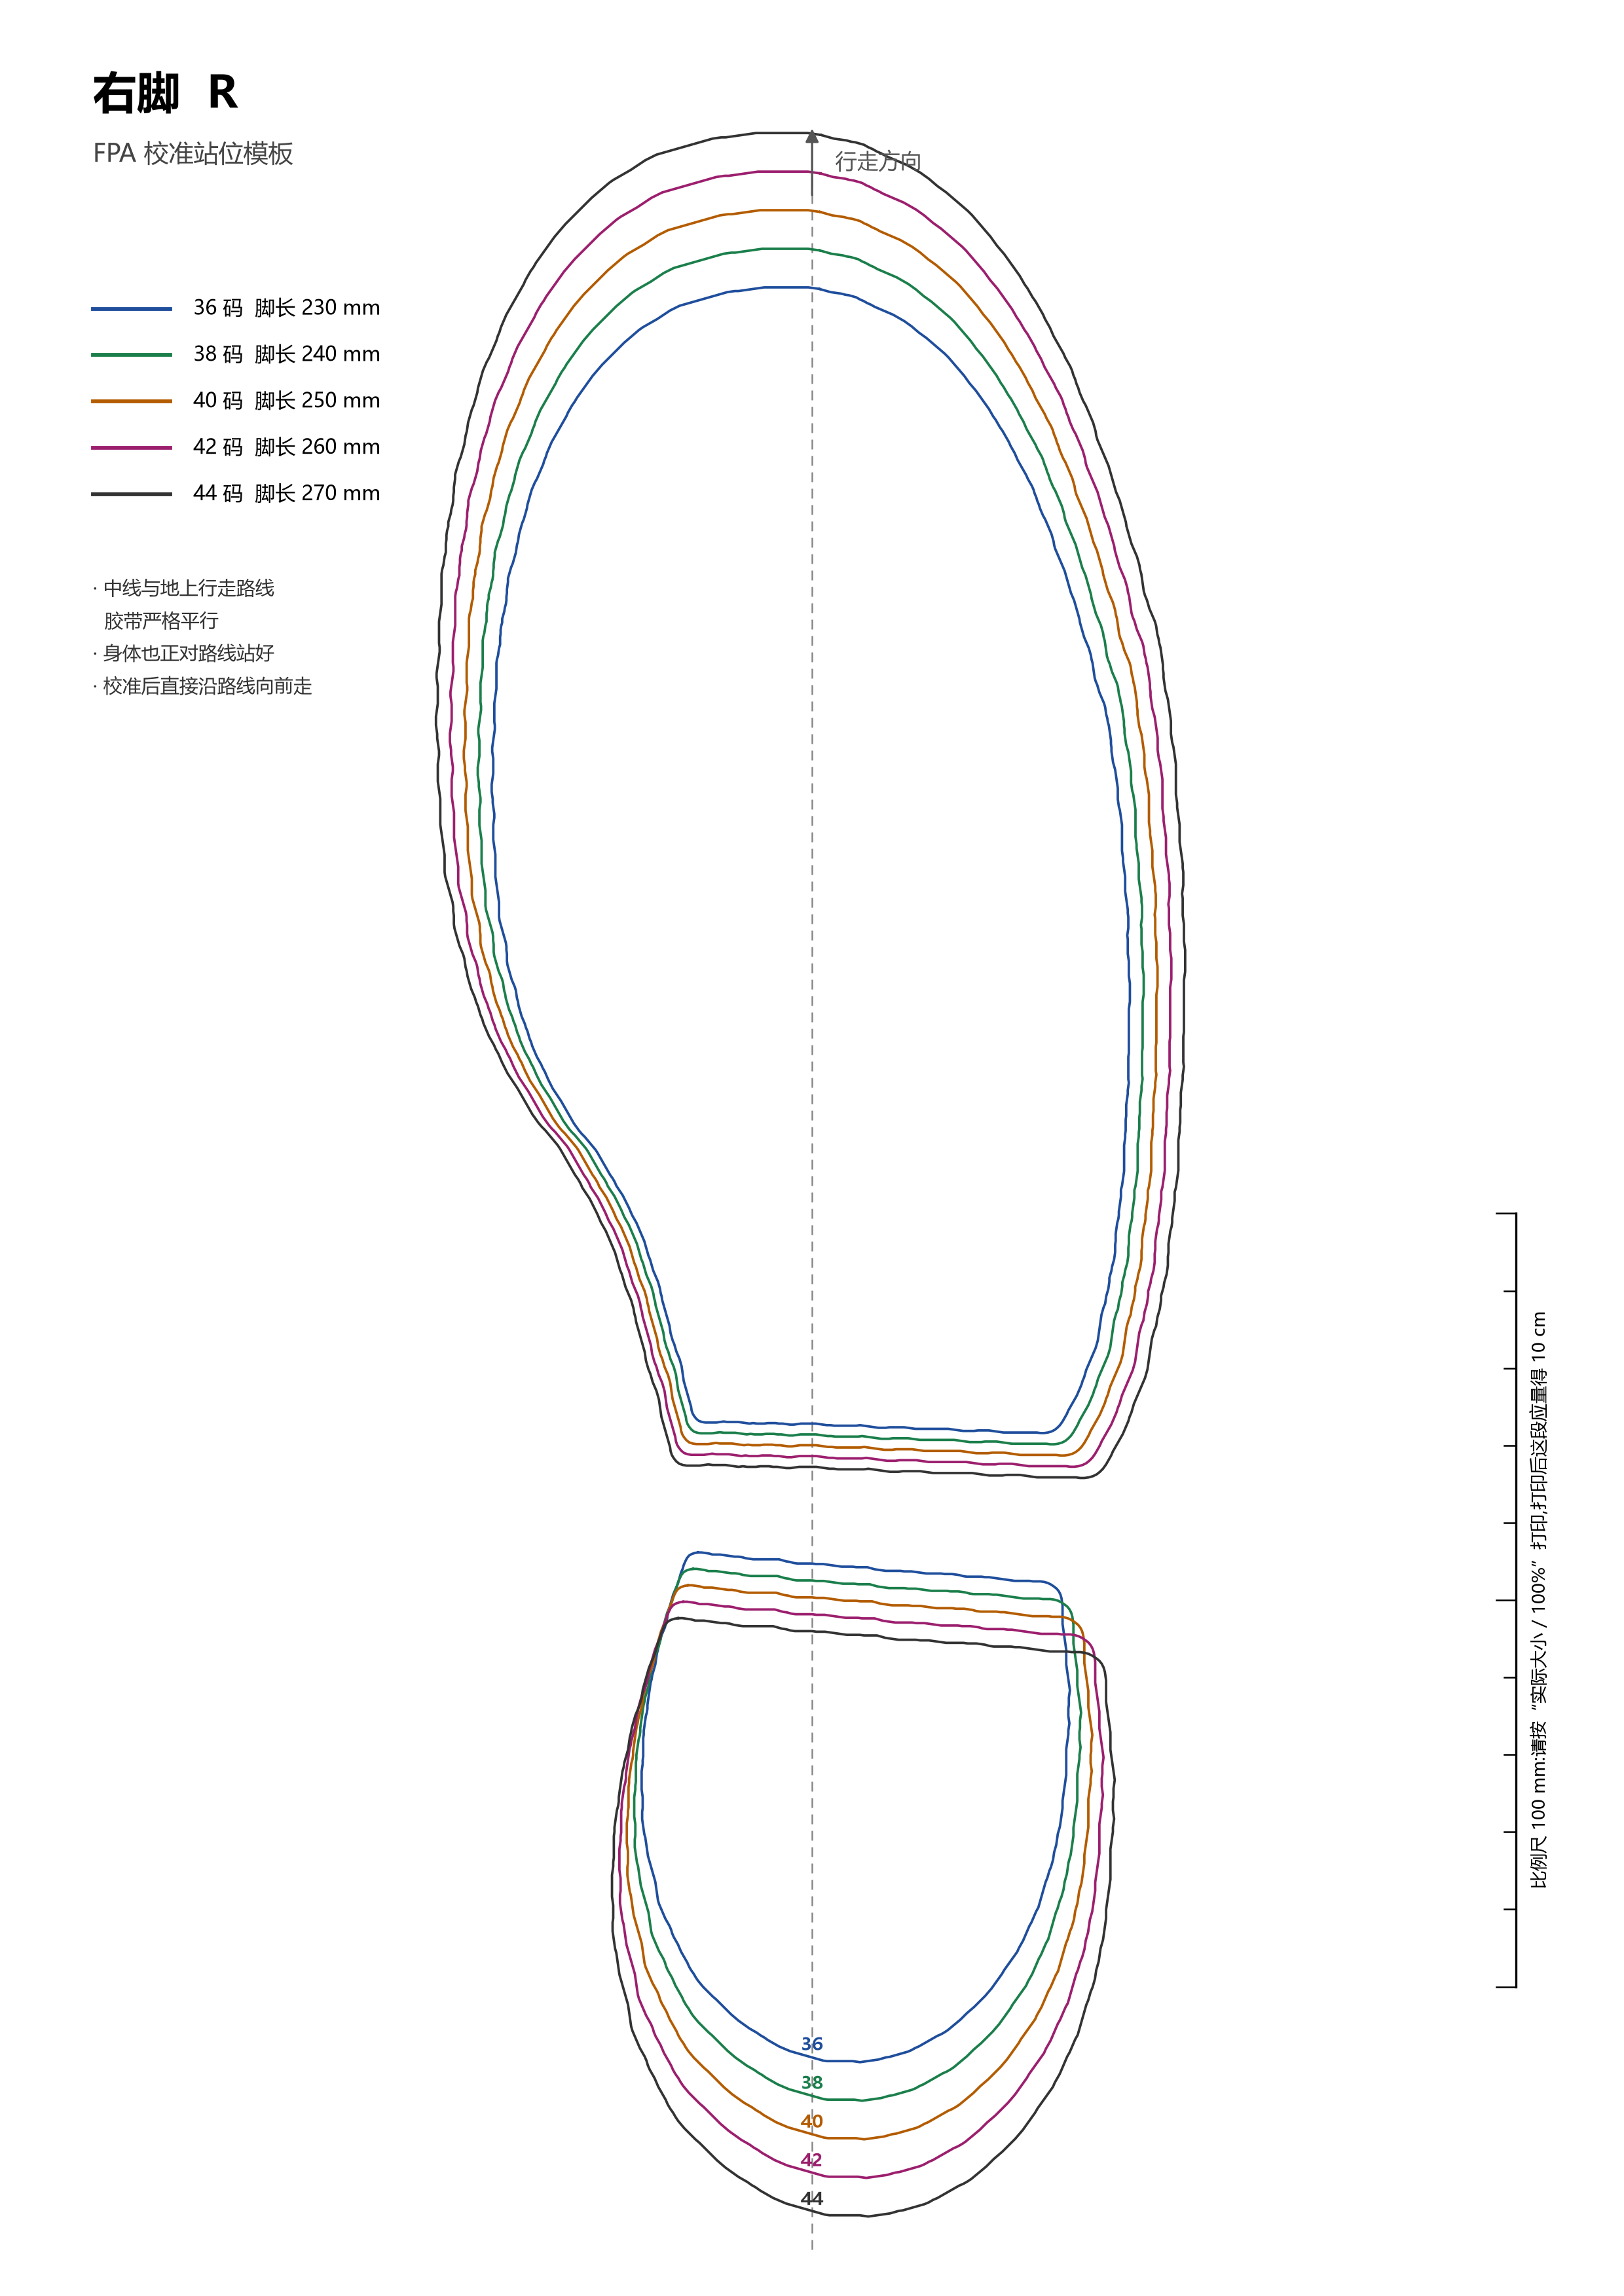 右脚 R
FPA 校准站位模板
行走方向
36 码 脚长 230 mm
38 码 脚长 240 mm
40 码 脚长 250 mm
42 码 脚长 260 mm
44 码 脚长 270 mm
· 中线与地上行走路线
胶带严格平行
· 身体也正对路线站好
· 校准后直接沿路线向前走
比例尺 100 mm:请按“实际大小 / 100%”打印,打印后这段应量得 10 cm
36
38
40
42
44